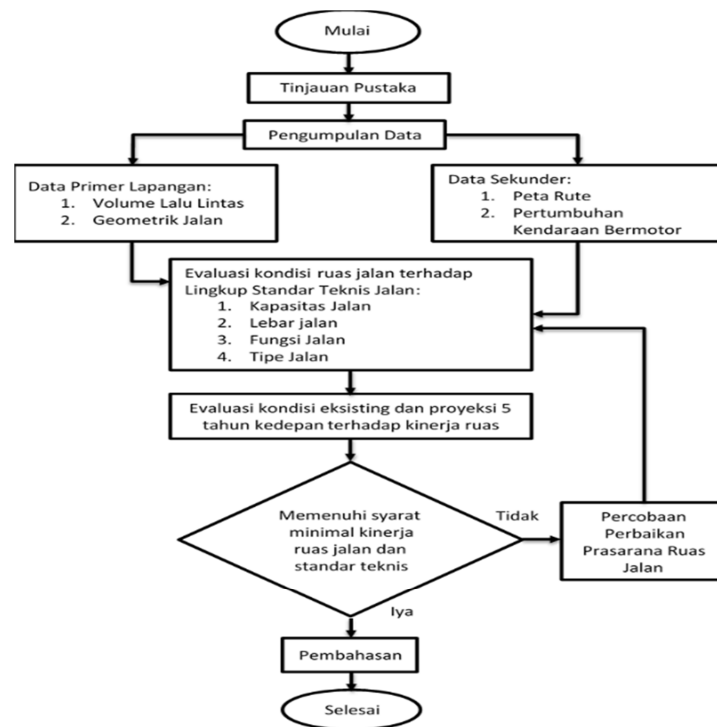 Mulai
Tinjauan Pustaka
Pengumpulan Data
Data Primer Lapangan:
1. Volume Lalu Lintas
2. Geometrik Jalan
Data Sekunder:
1. Peta Rute
2. Pertumbuhan
Kendaraan Bermotor
Evaluasi kondisi ruas jalan terhadap
Lingkup Standar Teknis Jalan:
1. Kapasitas Jalan
2. Lebar jalan
3. Fungsi Jalan
4. Tipe Jalan
Evaluasi kondisi eksisting dan proyeksi 5
tahun kedepan terhadap kinerja ruas
Memenuhi syarat
minimal kinerja
ruas jalan dan
standar teknis
Tidak
Percobaan
Perbaikan
Prasarana Ruas
Jalan
Iya
Pembahasan
Selesai